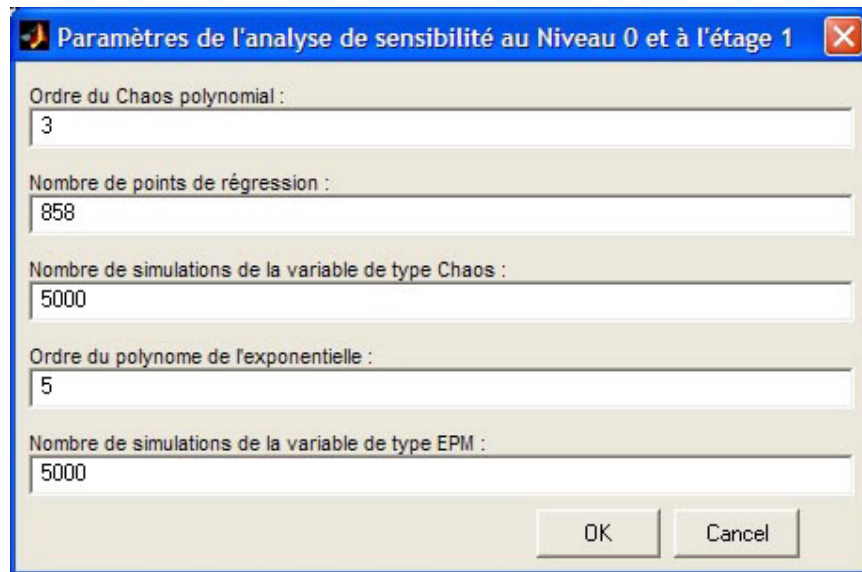 Paramètres de l'analyse de sensibilité au Niveau 0 et à l'étage 1
Ordre du Chaos polynomial :
3
Nombre de points de régression :
858
Nombre de simulations de la variable de type Chaos :
5000
Ordre du polynome de l'exponentielle :
5
Nombre de simulations de la variable de type EPM :
5000
OK Cancel